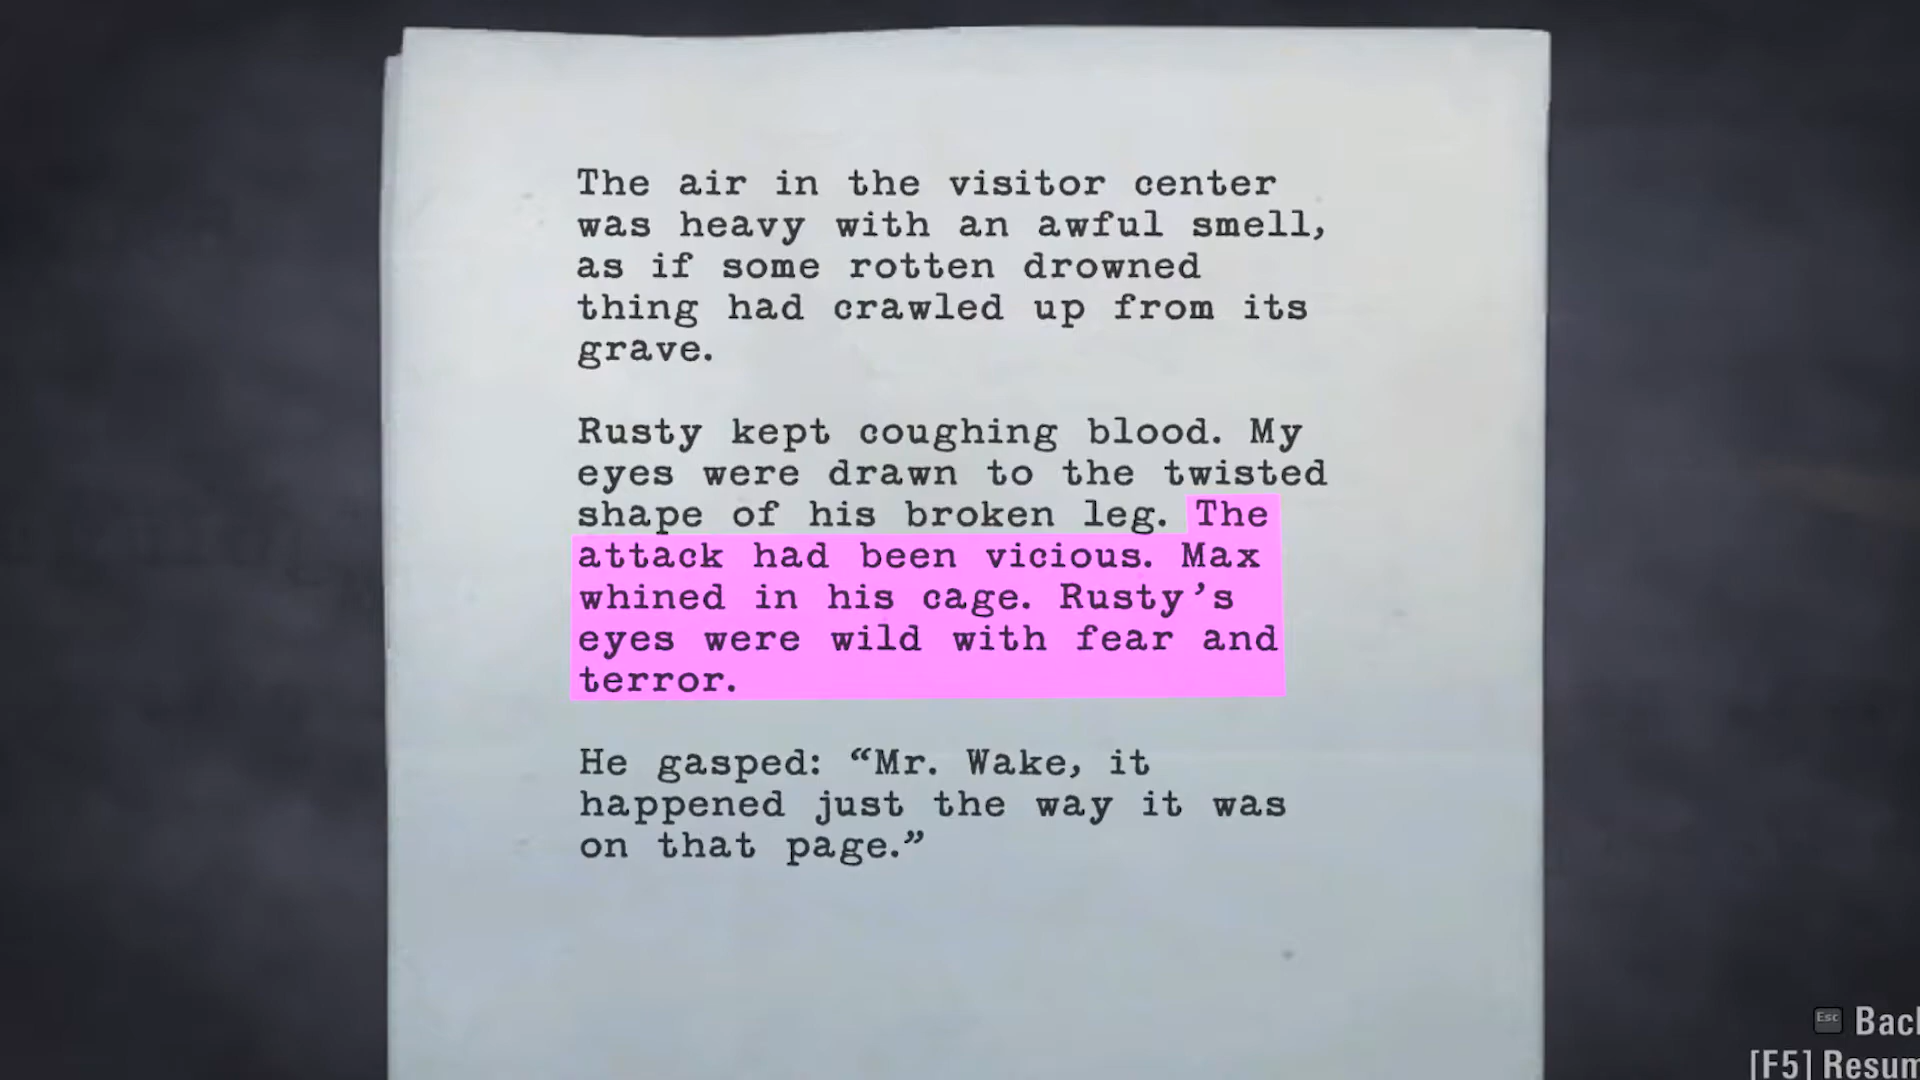 The air in the visitor center
was heavy with an awful smell,
as if some rotten drowned
thing had crawled up from its
grave.
Rusty kept coughing blood. My
eyes were drawn to the twisted
shape of his broken leg. The
attack had been vicious. Max
whined in his cage. Rusty’s
eyes were wild with fear and
terror.
He gasped: “Mr. Wake, it
happened just the way it was
on that page.”
Esc Bac
[F5] Resum